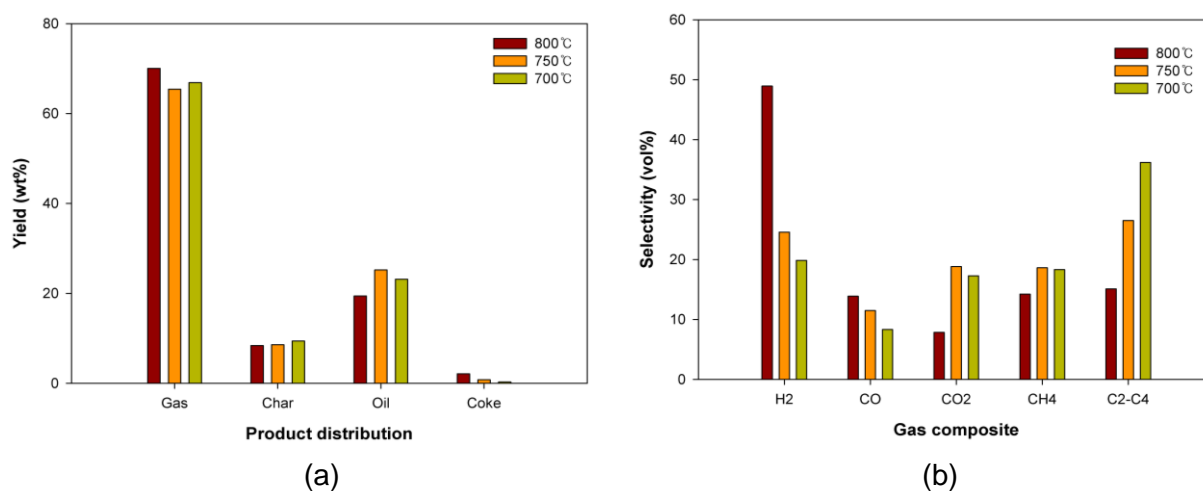 80
60
40
20
0
Yield (wt%)
800℃
750℃
700℃
Gas
Char
Oil
Coke
Product distribution
(a)
60
50
40
30
20
10
0
Selectivity (vol%)
800℃
750℃
700℃
H2
CO
CO2
CH4
C2-C4
Gas composite
(b)